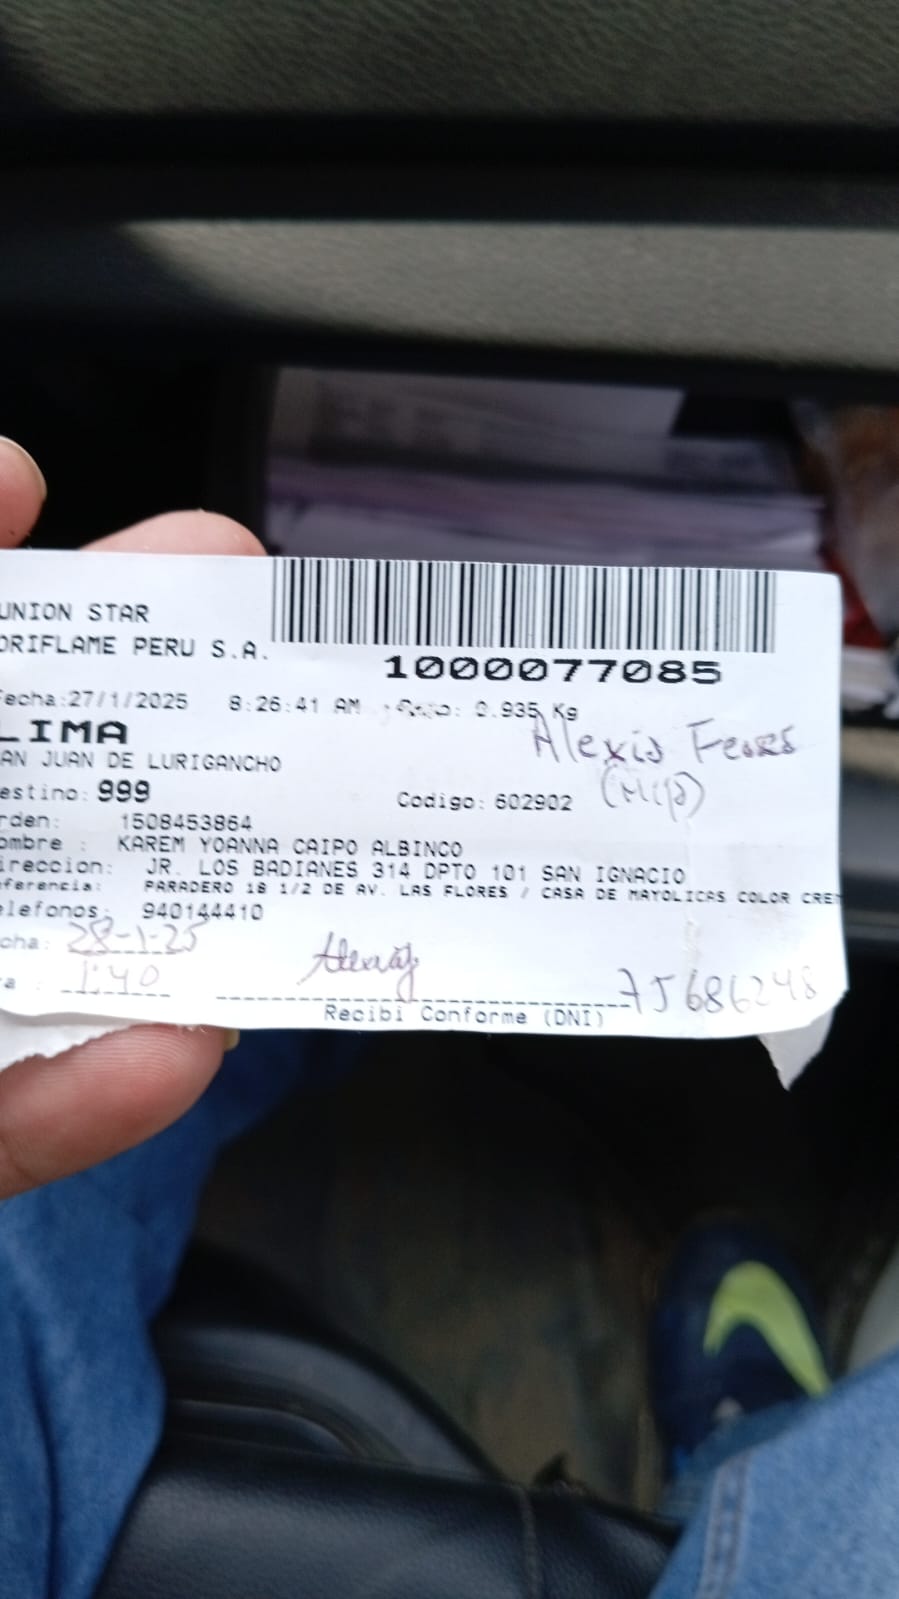 UNION STAR
ORIFLAME PERU S.A.
1000077085
Fecha:27/1/2025 8:26:41 AM .935 Kg
LIMA
Alexis
AN JUAN DE LURIGANCHO
estino: 999
Codigo: 602902
rden: 1508453864
ombre : KAREM YOANNA CAIPO ALBINCO
ireccion: JR. LOS BADIANES 314 DPTO 101 SAN IGNACIO
ferencia: PARADERO 18 1/2 DE AV. LAS FLORES / CASA DE MAYOLICAS COLOR CREM
elefonos: 940144410
cha: 28-1-25
a : 1:40
75686248
Recibi Conforme (DNI)